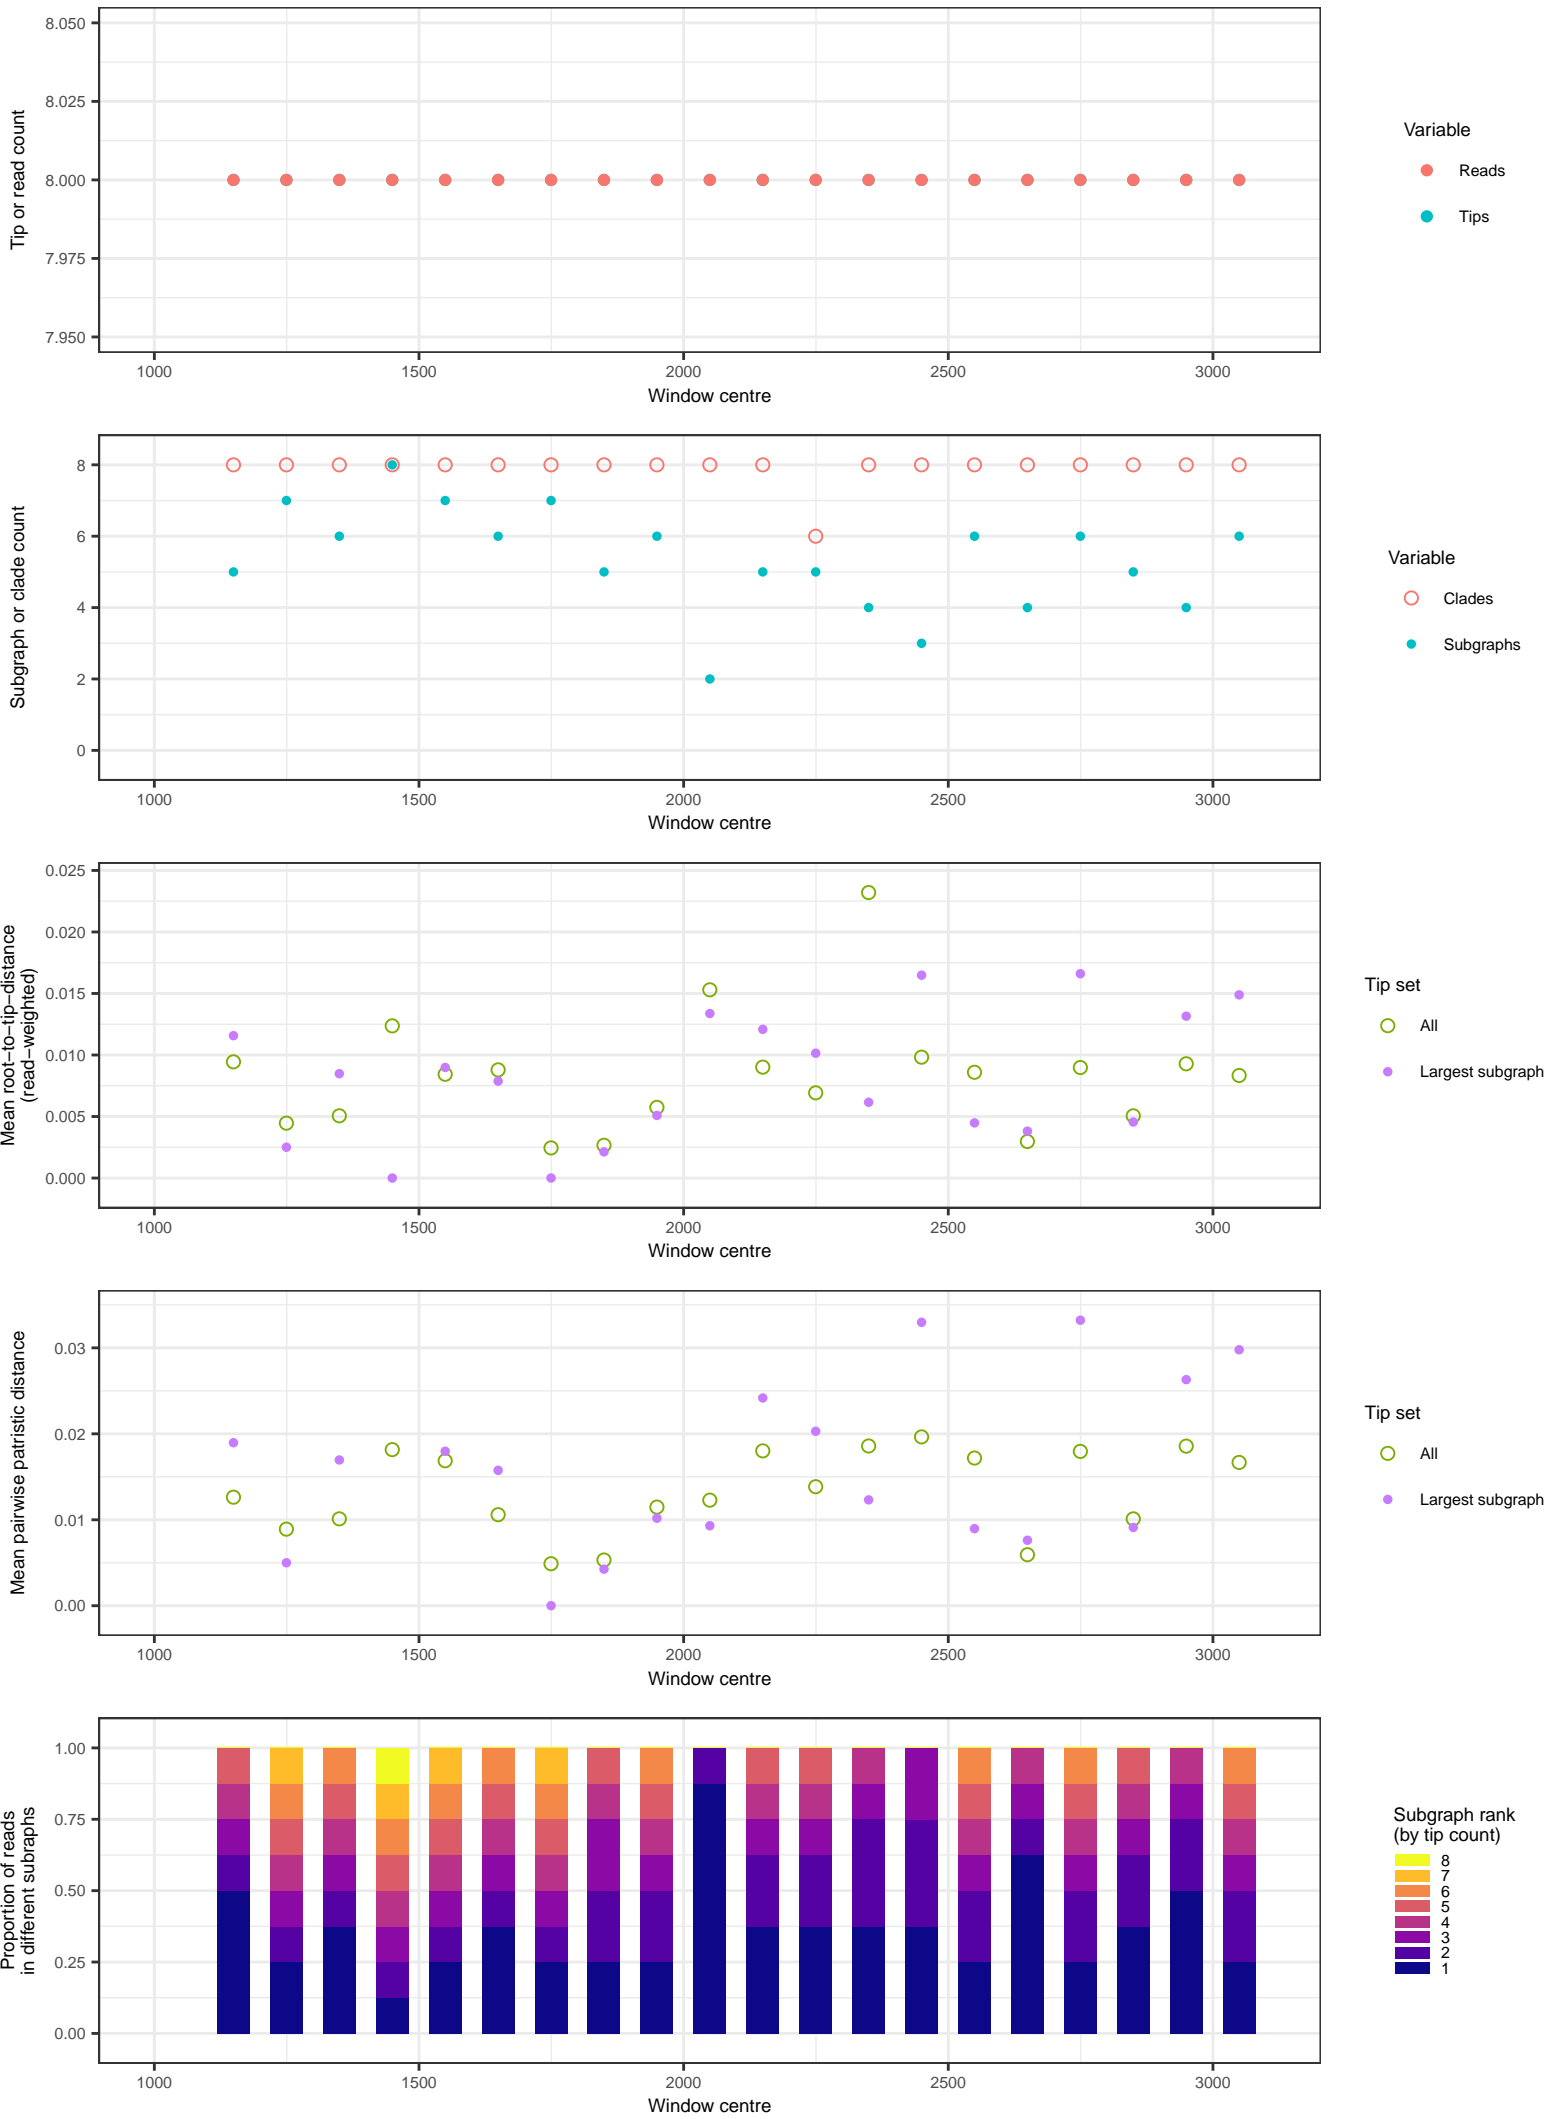 8.050
8.025
8.000
7.975
7.950
Tip or read count
1000 1500 2000 2500 3000
Window centre
Variable
Reads
Tips
8
6
4
2
0
Subgraph or clade count
1000 1500 2000 2500 3000
Window centre
Variable
Clades
Subgraphs
0.025
0.020
0.015
0.010
0.005
0.000
Mean root−to−tip−distance
(read−weighted)
1000 1500 2000 2500 3000
Window centre
Tip set
All
Largest subgraph
0.03
0.02
0.01
0.00
Mean pairwise patristic distance
1000 1500 2000 2500 3000
Window centre
Tip set
All
Largest subgraph
1.00
0.75
0.50
0.25
0.00
Proportion of reads
in different subraphs
1000 1500 2000 2500 3000
Window centre
Subgraph rank
(by tip count)
8
7
6
5
4
3
2
1